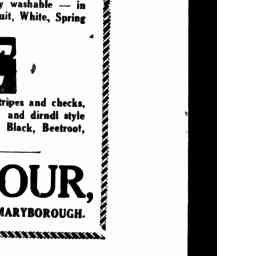 washable — in
uit, White, Spring
tripes and checks,
and dirndl style
Black, Beetroot,
OUR,
MARYBOROUGH.